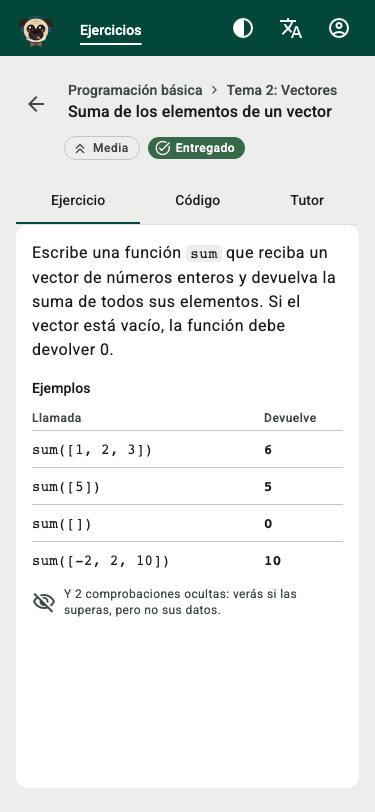 Ejercicios
Programación básica > Tema 2: Vectores
Suma de los elementos de un vector
Media
Entregado
Ejercicio Código Tutor
Escribe una función sum que reciba un
vector de números enteros y devuelva la
suma de todos sus elementos. Si el
vector está vacío, la función debe
devolver 0.
Ejemplos
Llamada Devuelve
sum([1, 2, 3]) 6
sum([5]) 5
sum([]) 0
sum([-2, 2, 10]) 10
Y 2 comprobaciones ocultas: verás si las
superas, pero no sus datos.